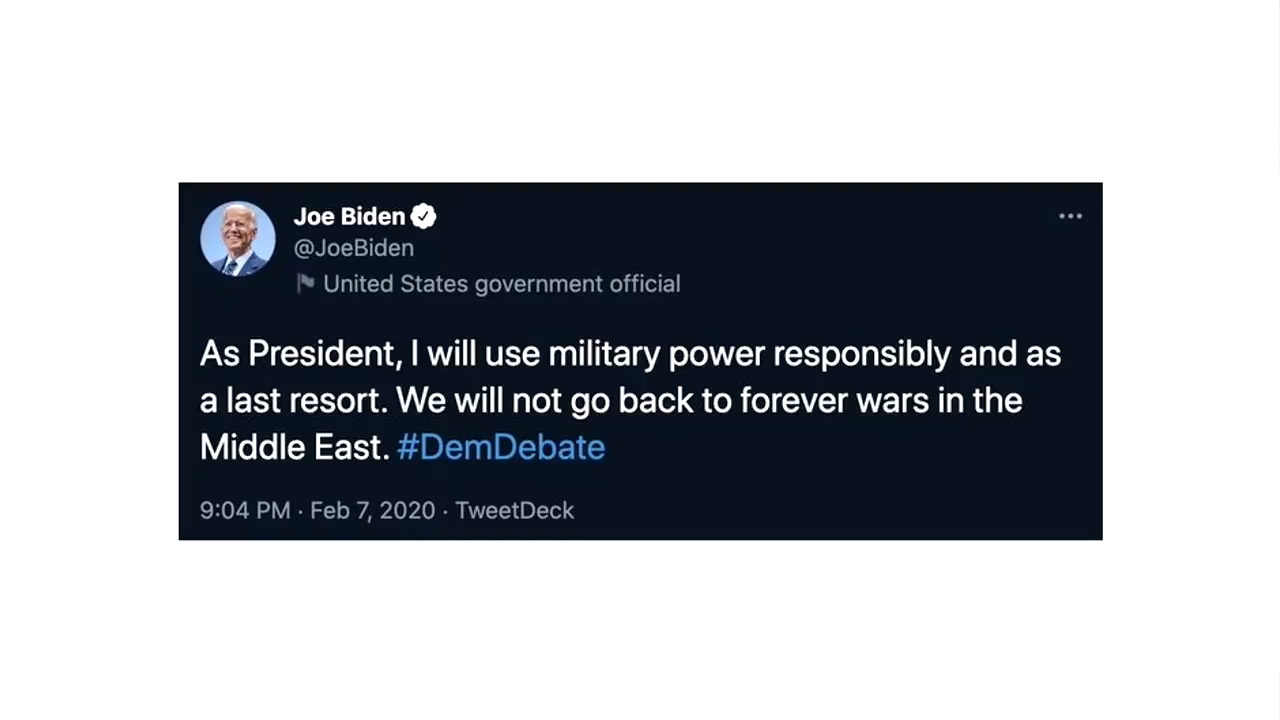 Joe Biden
@JoeBiden
United States government official
As President, I will use military power responsibly and as
a last resort. We will not go back to forever wars in the
Middle East. #DemDebate
9:04 PM · Feb 7, 2020 · TweetDeck